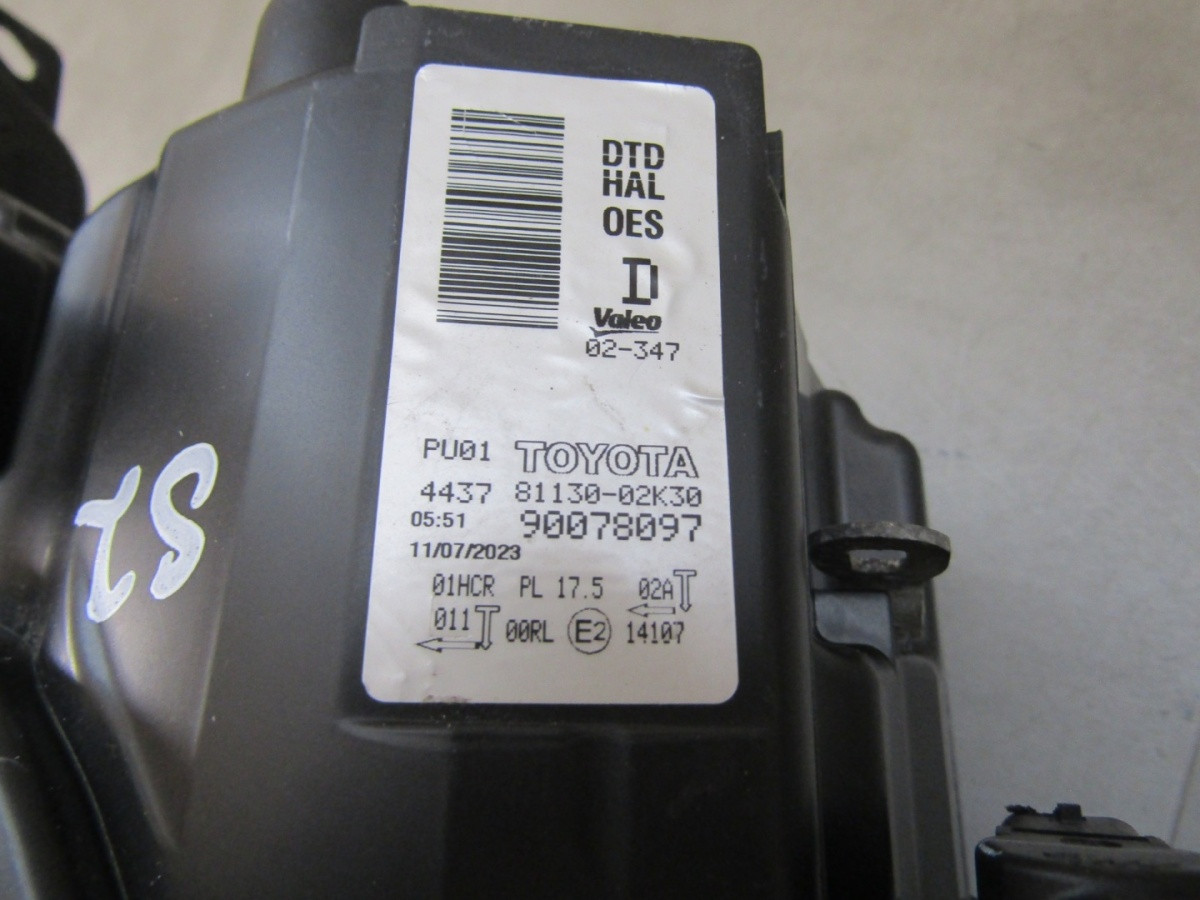 DTD
HAL
OES
D
Valeo
02-347
PU01 TOYOTA
4437 81130-02K30
05:51 90078097
11/07/2023
01HCR PL 17.5 02A
011 00RL E2 14107